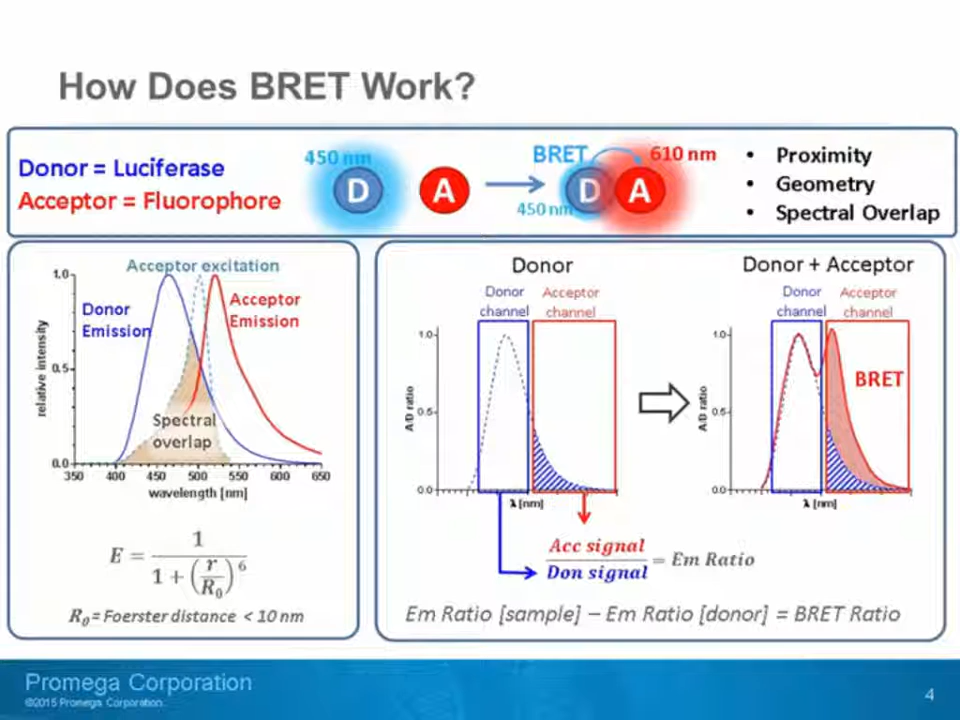 How Does BRET Work?
Donor = Luciferase
Acceptor = Fluorophore
450 nm
D
A
BRET
450 nm
D
A
610 nm
• Proximity
• Geometry
• Spectral Overlap
Acceptor excitation
Donor
Emission
Acceptor
Emission
Spectral
overlap
relative intensity
1.0
0.5
0.0
350 400 450 500 550 600 650
wavelength [nm]
E = 1 / 1 + (r / R₀)⁶
R₀ = Foerster distance < 10 nm
Donor
Donor
channel
Acceptor
channel
A/D ratio
1.0
0.5
0.0
λ [nm]
Donor + Acceptor
Donor
channel
Acceptor
channel
BRET
A/D ratio
1.0
0.5
0.0
λ [nm]
Acc signal
Don signal
= Em Ratio
Em Ratio [sample] – Em Ratio [donor] = BRET Ratio
Promega Corporation
©2015 Promega Corporation.
4